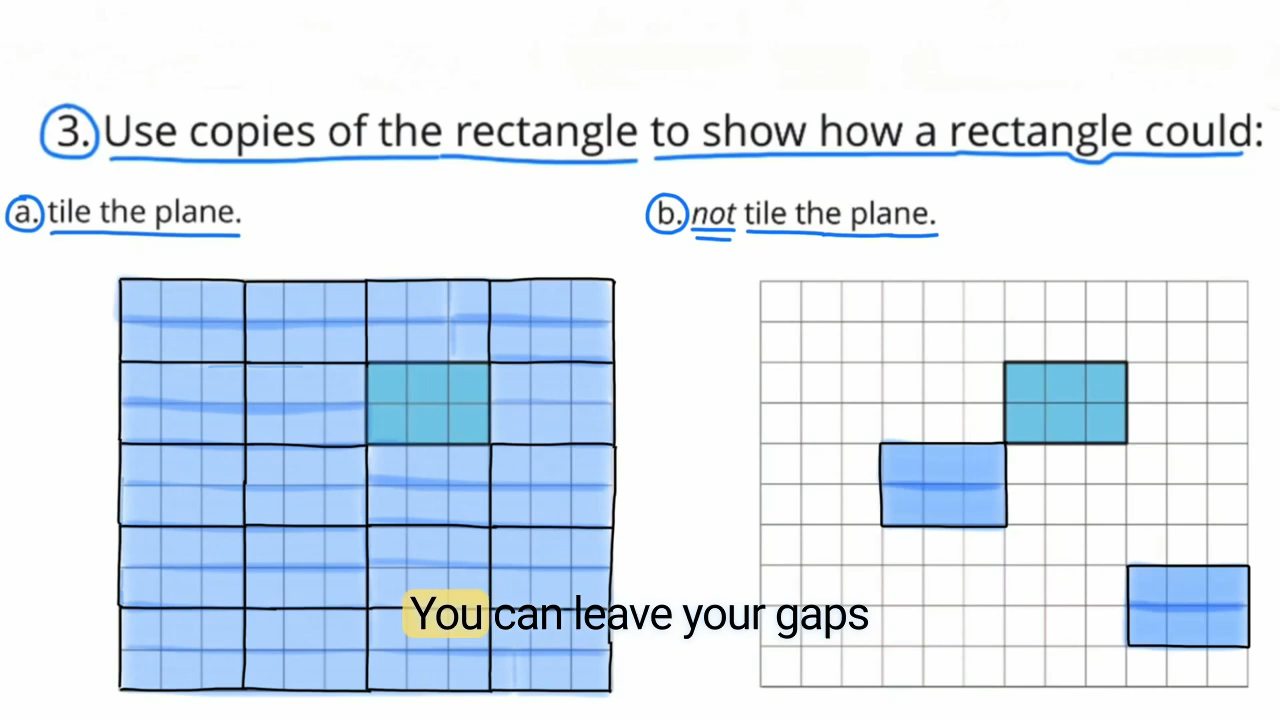 3. Use copies of the rectangle to show how a rectangle could:
a. tile the plane.
b. not tile the plane.
You can leave your gaps